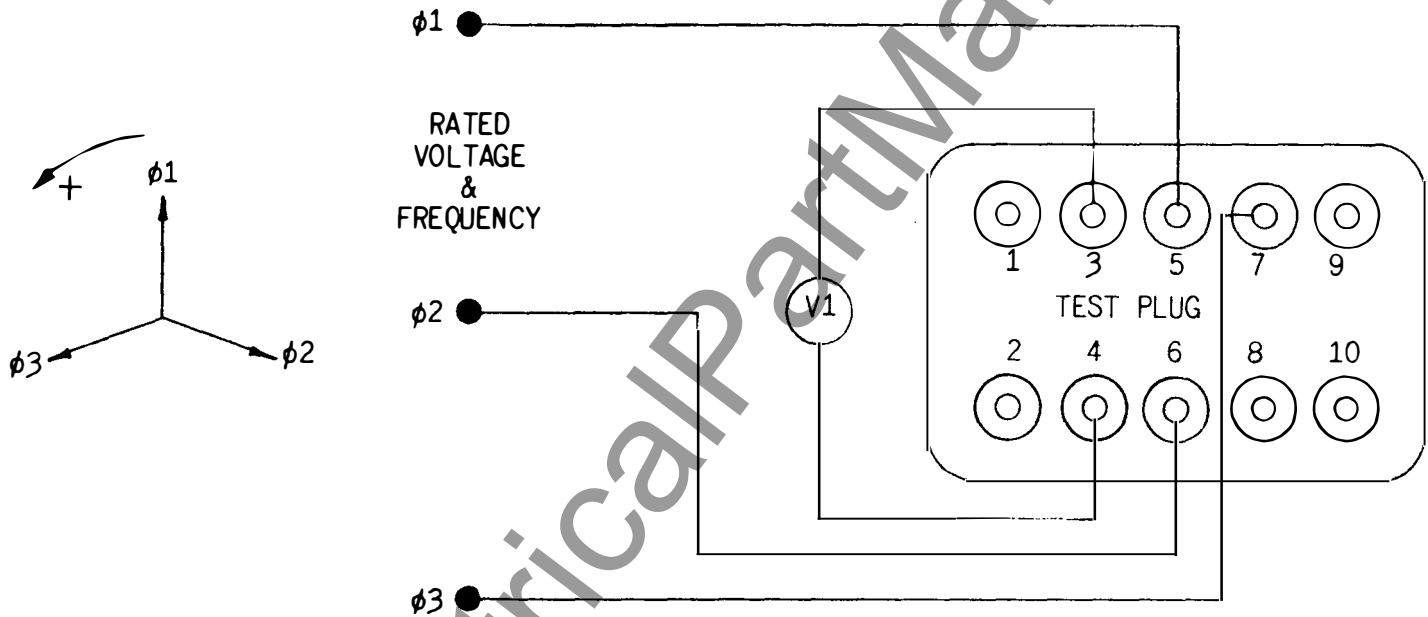 ϕ1
RATED
VOLTAGE
&
FREQUENCY
+
ϕ1
ϕ3
ϕ2
ϕ2
V1
ϕ3
1 3 5 7 9
TEST PLUG
2 4 6 8 10
ricalPartMa